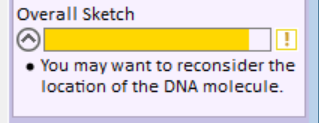 Overall Sketch
!
• You may want to reconsider the
location of the DNA molecule.